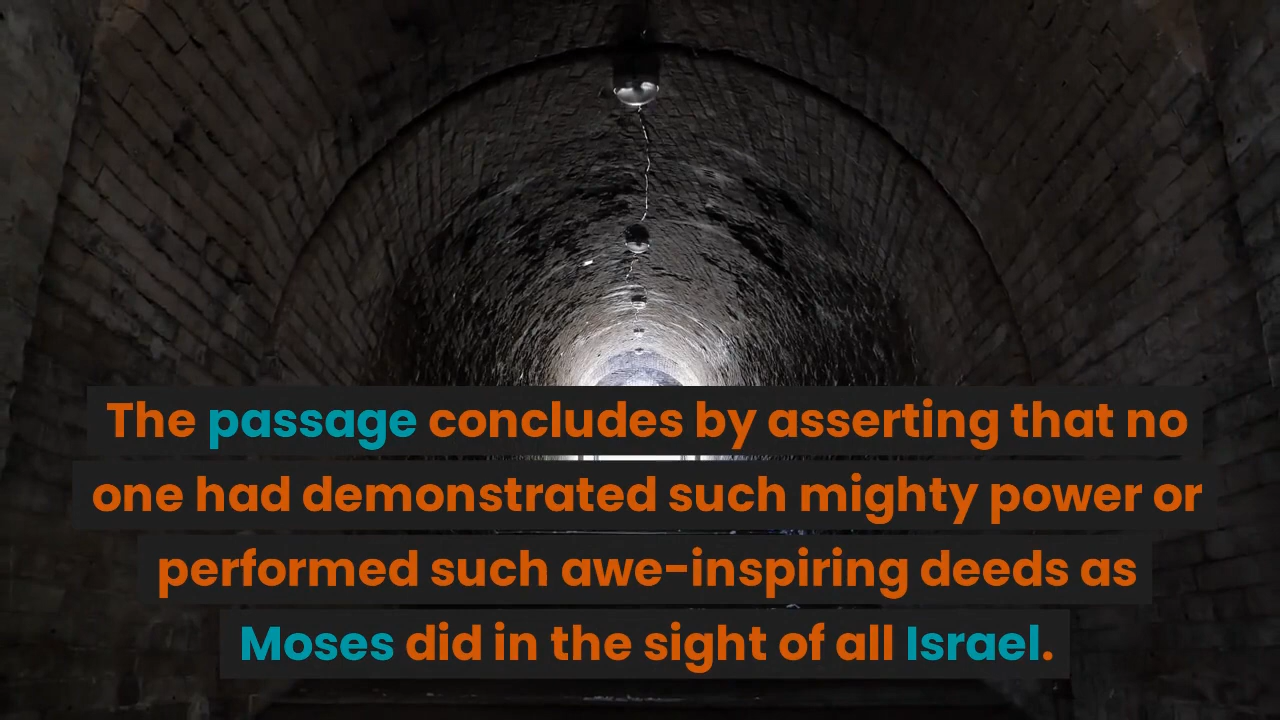 The passage concludes by asserting that no
one had demonstrated such mighty power or
performed such awe-inspiring deeds as
Moses did in the sight of all Israel.